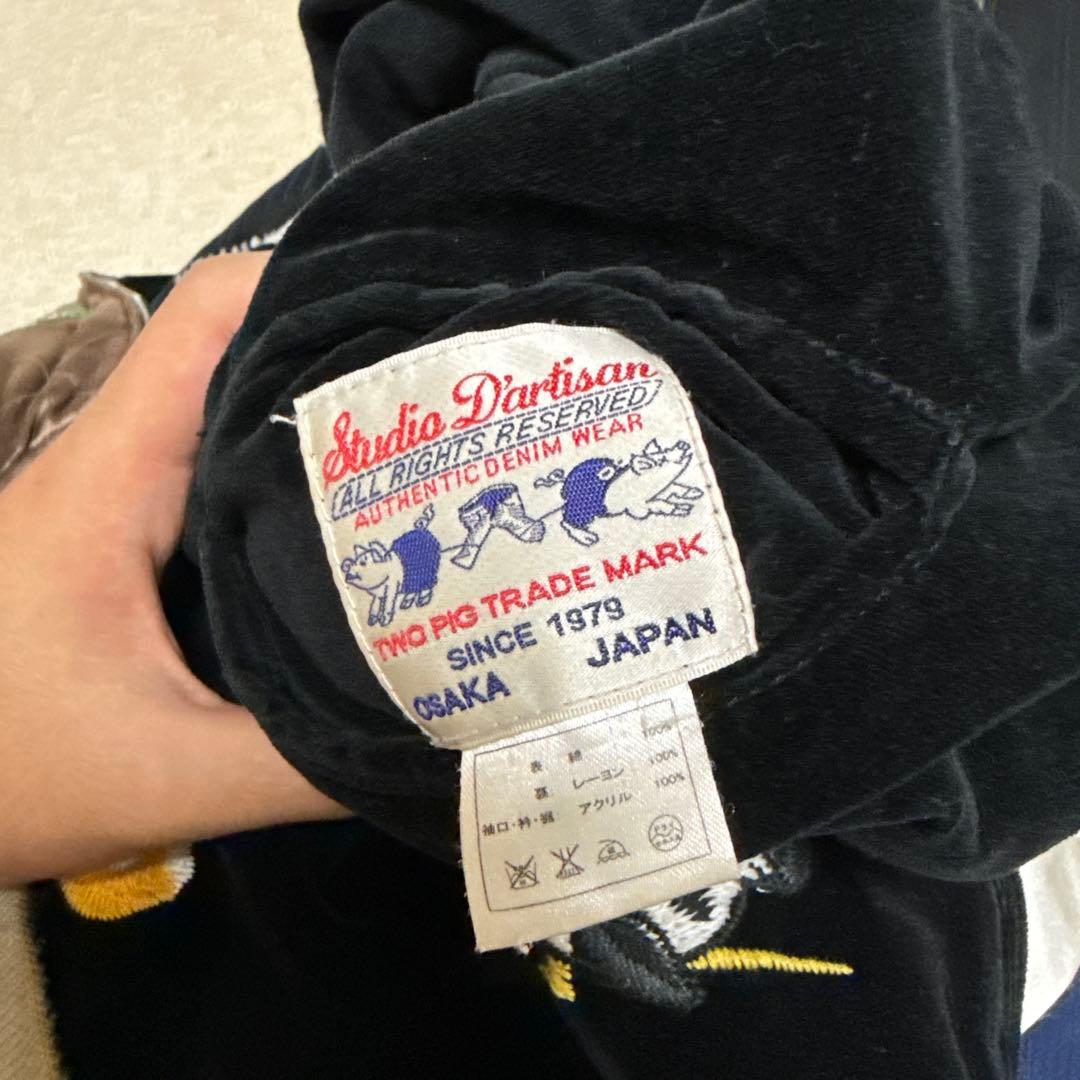 Studio D'artisan
ALL RIGHTS RESERVED
AUTHENTIC DENIM WEAR
TWO PIG TRADE MARK
SINCE 1979
OSAKA JAPAN
表 綿 100%
裏 レーヨン 100%
袖口・衿・裾 アクリル 100%